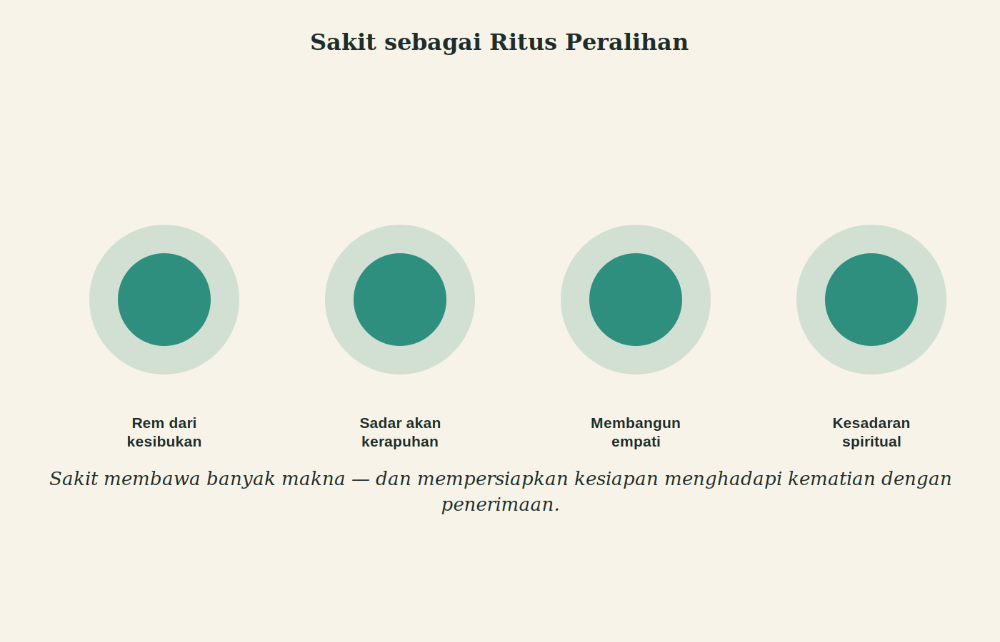 Sakit sebagai Ritus Peralihan
Rem dari
kesibukan
Sadar akan
kerapuhan
Membangun
empati
Kesadaran
spiritual
Sakit membawa banyak makna — dan mempersiapkan kesiapan menghadapi kematian dengan
penerimaan.